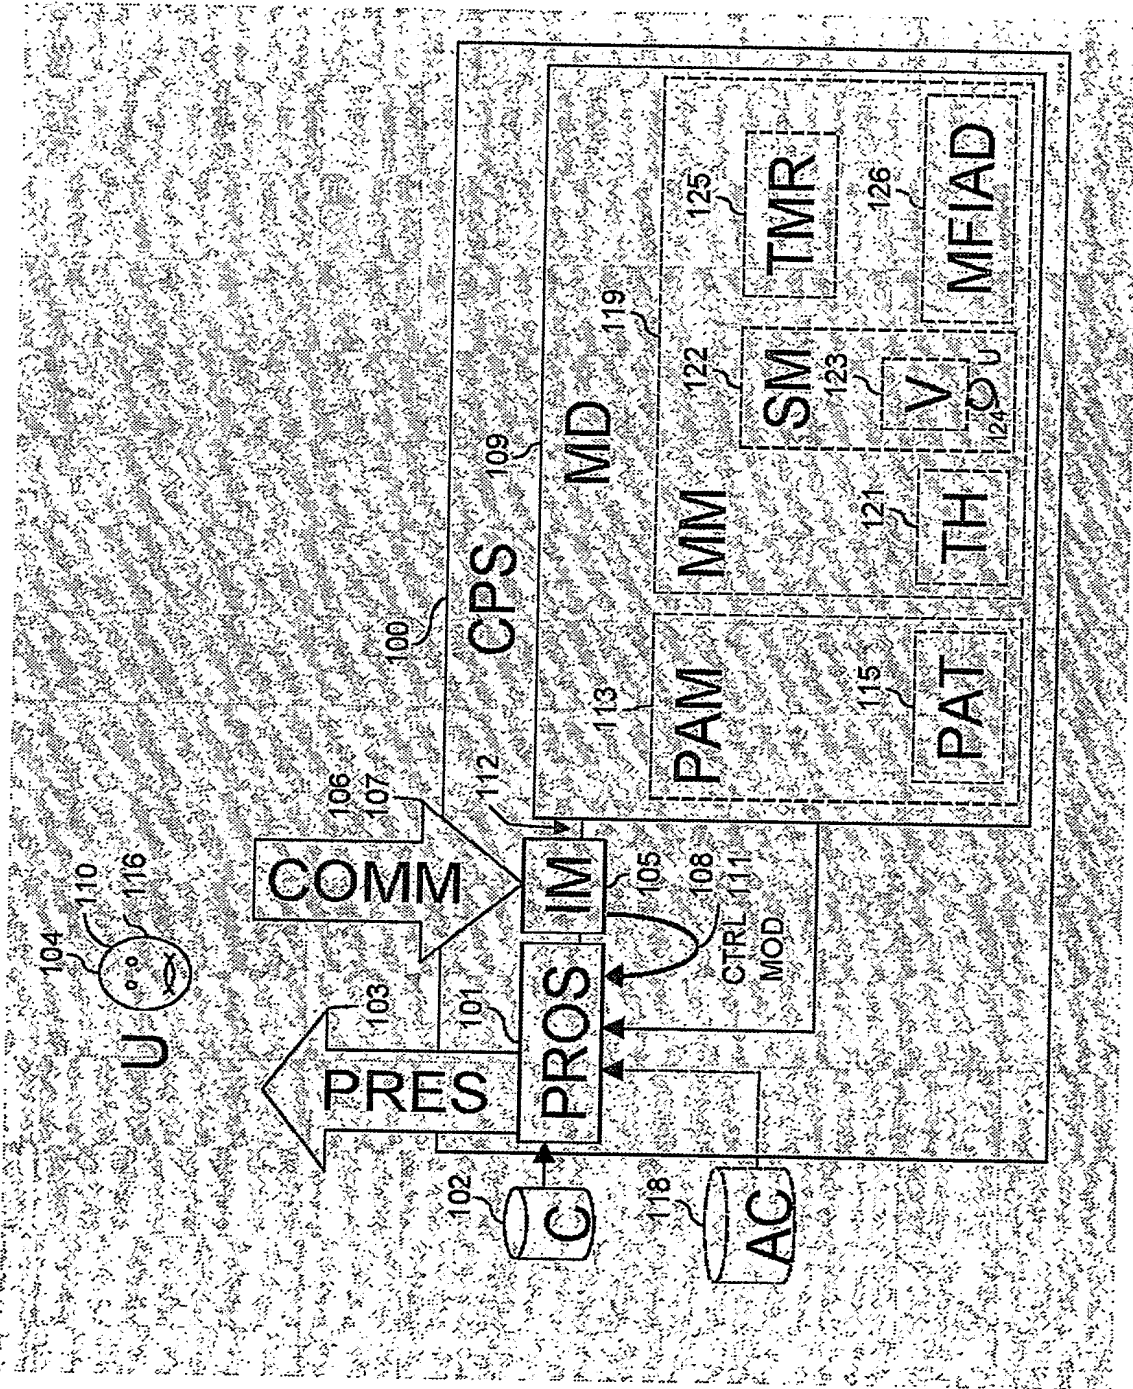 104
110
116
U
106
107
103
COMM
PRES
100
102
101
112
CPS
109
C
PROS
IM
MD
113
119
105
118
108
PAM
MM
122
125
CTRL 111
MOD
AC
SM
TMR
123
115
121
126
PAT
TH
V
MFIAD
124
U